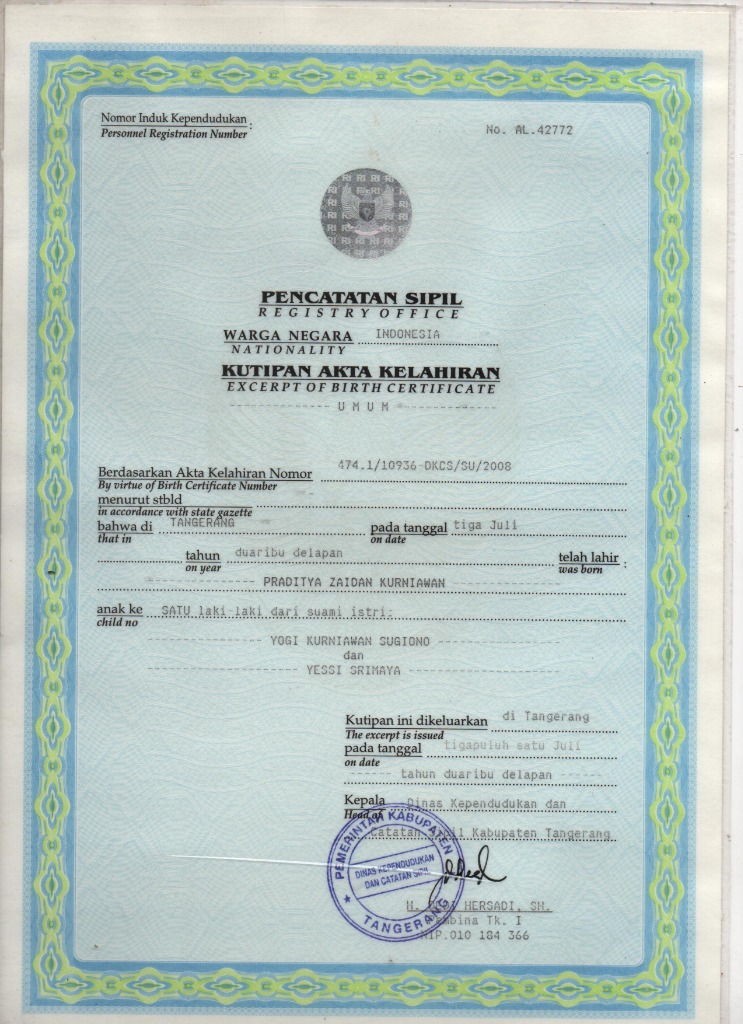 Nomor Induk Kependudukan :
Personnel Registration Number
No. AL.42772
PENCATATAN SIPIL
REGISTRY OFFICE
WARGA NEGARA INDONESIA
NATIONALITY
KUTIPAN AKTA KELAHIRAN
EXCERPT OF BIRTH CERTIFICATE
UMUM
Berdasarkan Akta Kelahiran Nomor 474.1/10936-DKCS/SU/2008
By virtue of Birth Certificate Number
menurut stbld
in accordance with state gazette
bahwa di TANGERANG pada tanggal tiga Juli
that in on date
tahun duaribu delapan telah lahir :
on year was born
PRADITYA ZAIDAN KURNIAWAN
anak ke SATU laki-laki dari suami istri:
child no
YOGI KURNIAWAN SUGIONO
dan
YESSI SRIMAYA
Kutipan ini dikeluarkan di Tangerang
The excerpt is issued
pada tanggal tigapuluh satu Juli
on date
tahun duaribu delapan
Kepala Dinas Kependudukan dan
Head of
Catatan Sipil Kabupaten Tangerang
PEMERINTAH KABUPATEN
DINAS KEPENDUDUKAN
DAN CATATAN SIPIL
TANGERANG
H. HERSADI, SH.
Pembina Tk. I
NIP.010 184 366